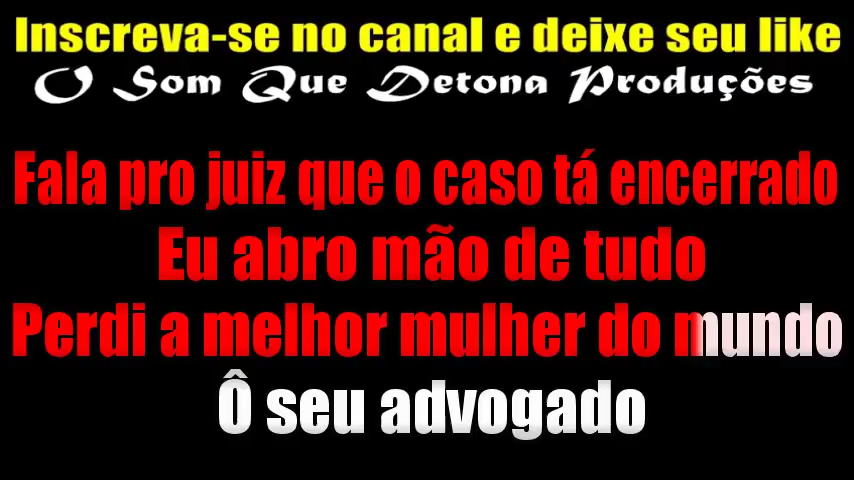 Inscreva-se no canal e deixe seu like
O Som Que Detona Produções
Fala pro juiz que o caso tá encerrado
Eu abro mão de tudo
Perdi a melhor mulher do mundo
Ô seu advogado